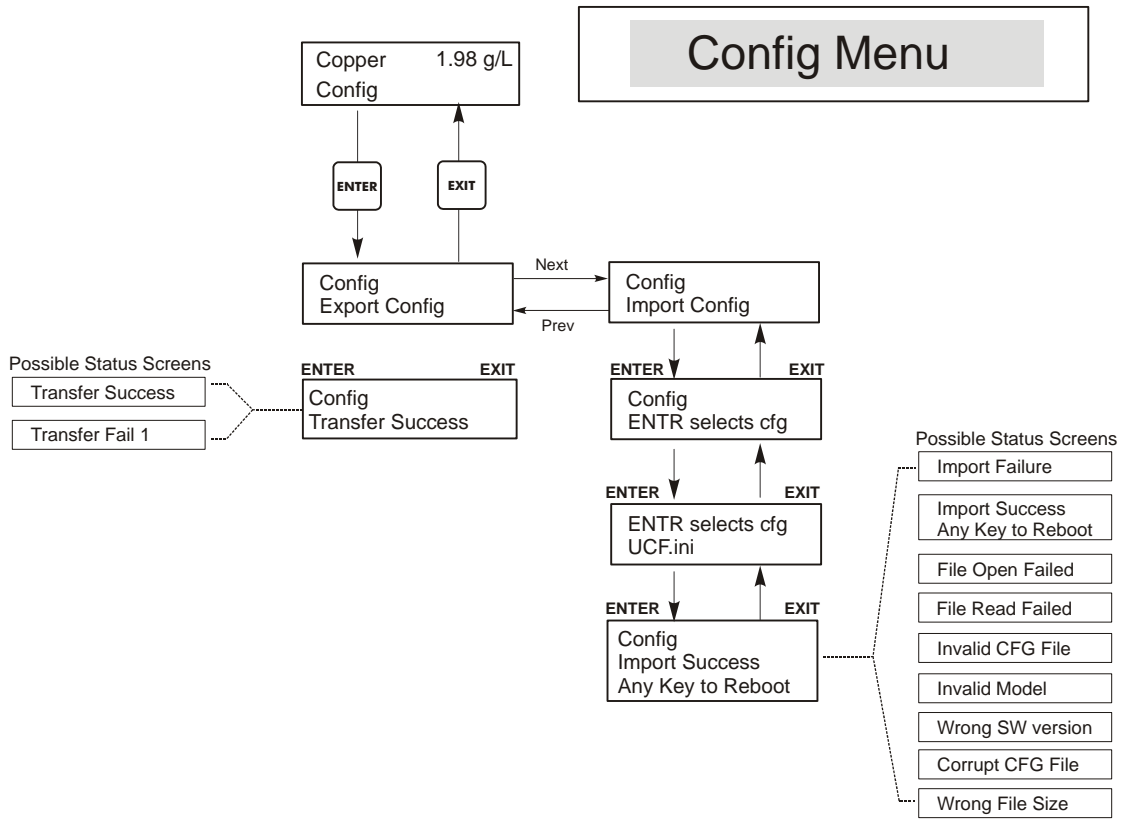 Config Menu
Copper 1.98 g/L
Config
ENTER
EXIT
Config
Export Config
Next
Prev
Config
Import Config
Possible Status Screens
Transfer Success
Transfer Fail 1
ENTER EXIT
Config
Transfer Success
ENTER EXIT
Config
ENTR selects cfg
ENTER EXIT
ENTR selects cfg
UCF.ini
ENTER EXIT
Config
Import Success
Any Key to Reboot
Possible Status Screens
Import Failure
Import Success
Any Key to Reboot
File Open Failed
File Read Failed
Invalid CFG File
Invalid Model
Wrong SW version
Corrupt CFG File
Wrong File Size